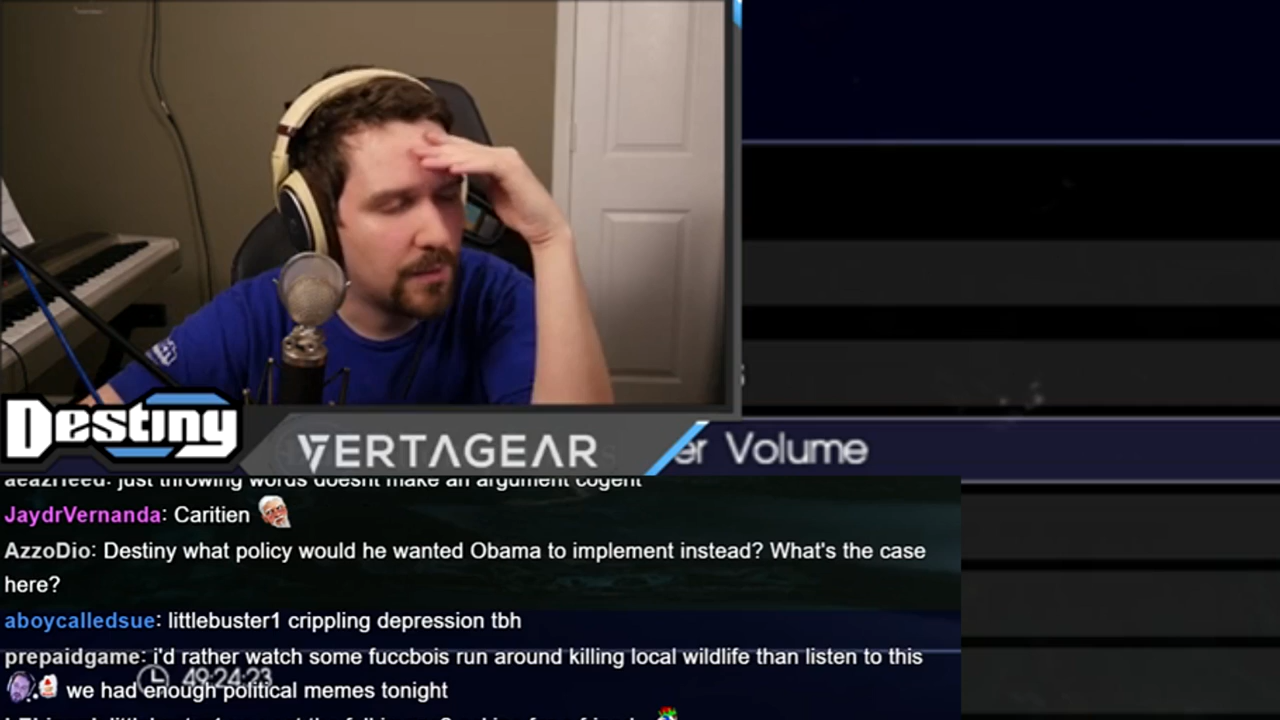 Destiny
VERTAGEAR
er Volume
aeazHeed: just throwing words doesnt make an argument cogent
JaydrVernanda: Caritien
AzzoDio: Destiny what policy would he wanted Obama to implement instead? What's the case
here?
aboycalledsue: littlebuster1 crippling depression tbh
prepaidgame: i'd rather watch some fuccbois run around killing local wildlife than listen to this
we had enough political memes tonight
49:24:23